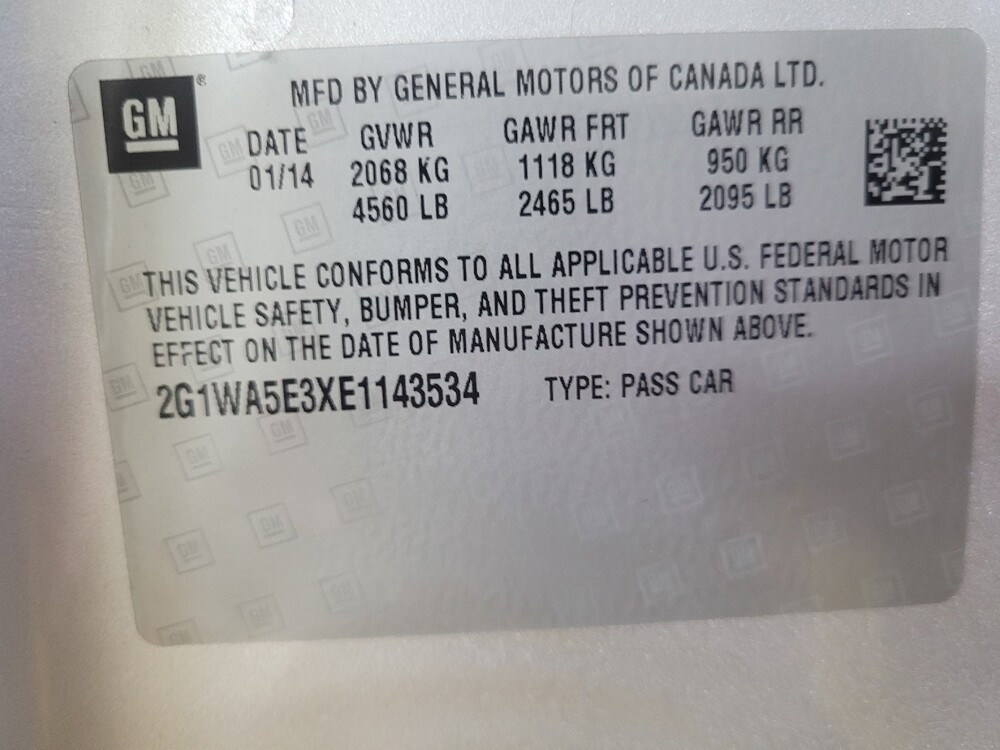 GM®
MFD BY GENERAL MOTORS OF CANADA LTD.
DATE GVWR GAWR FRT GAWR RR
01/14 2068 KG 1118 KG 950 KG
4560 LB 2465 LB 2095 LB
THIS VEHICLE CONFORMS TO ALL APPLICABLE U.S. FEDERAL MOTOR
VEHICLE SAFETY, BUMPER, AND THEFT PREVENTION STANDARDS IN
EFFECT ON THE DATE OF MANUFACTURE SHOWN ABOVE.
2G1WA5E3XE1143534 TYPE: PASS CAR